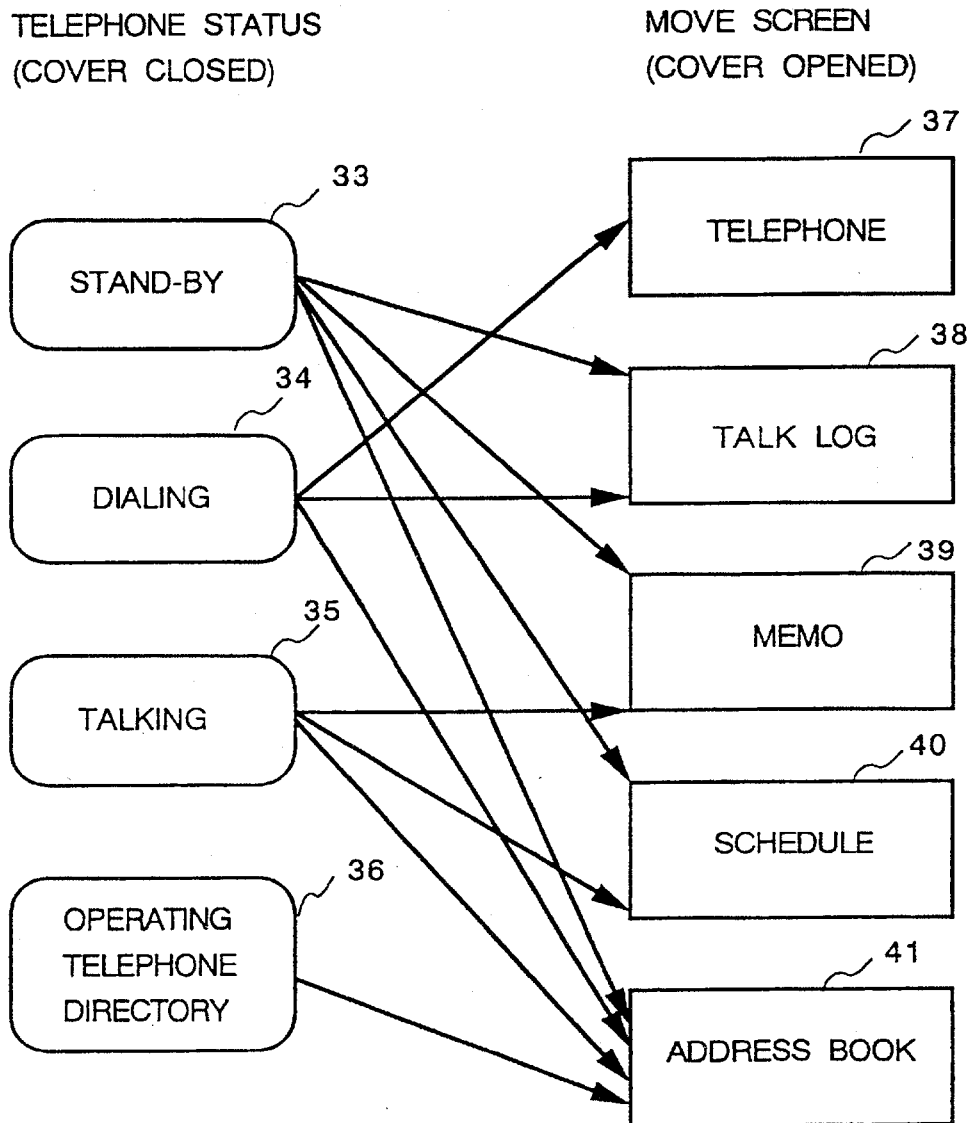 TELEPHONE STATUS
(COVER CLOSED)
MOVE SCREEN
(COVER OPENED)
33
STAND-BY
34
DIALING
35
TALKING
36
OPERATING
TELEPHONE
DIRECTORY
37
TELEPHONE
38
TALK LOG
39
MEMO
40
SCHEDULE
41
ADDRESS BOOK